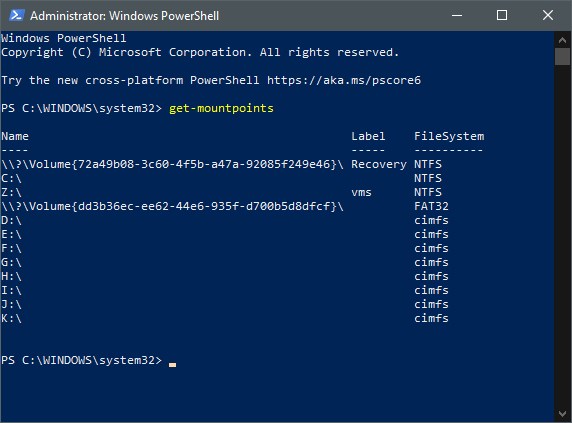 Administrator: Windows PowerShell
Windows PowerShell
Copyright (C) Microsoft Corporation. All rights reserved.
Try the new cross-platform PowerShell https://aka.ms/pscore6
PS C:\WINDOWS\system32> get-mountpoints
Name Label FileSystem
---- ----- ----------
\\?\Volume{72a49b08-3c60-4f5b-a47a-92085f249e46}\ Recovery NTFS
C:\ NTFS
Z:\ vms NTFS
\\?\Volume{dd3b36ec-ee62-44e6-935f-d700b5d8dfcf}\ FAT32
D:\ cimfs
E:\ cimfs
F:\ cimfs
G:\ cimfs
H:\ cimfs
I:\ cimfs
J:\ cimfs
K:\ cimfs
PS C:\WINDOWS\system32>